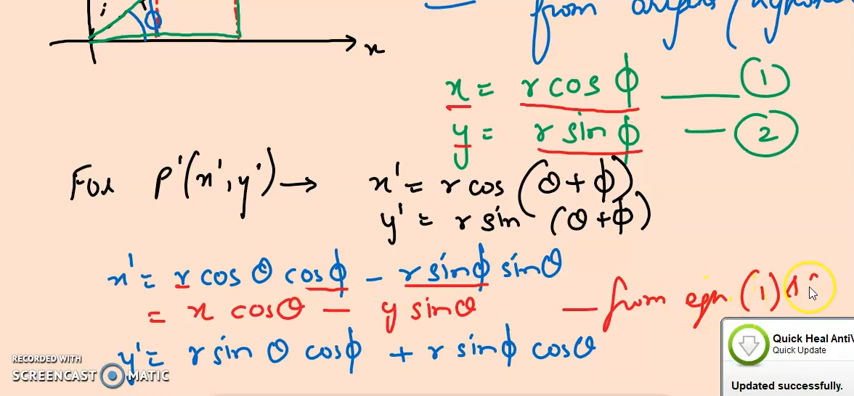 x
from
x = r cos ϕ — 1
y = r sin ϕ — 2
For P'(x', y') → x' = r cos (θ + ϕ)
y' = r sin (θ + ϕ)
x' = r cos θ cos ϕ - r sin ϕ sin θ
= x cos θ - y sin θ — from eqn. (1)
y' = r sin θ cos ϕ + r sin ϕ cos θ
RECORDED WITH
SCREENCAST MATIC
Quick Heal AntiV
Quick Update
Updated successfully.